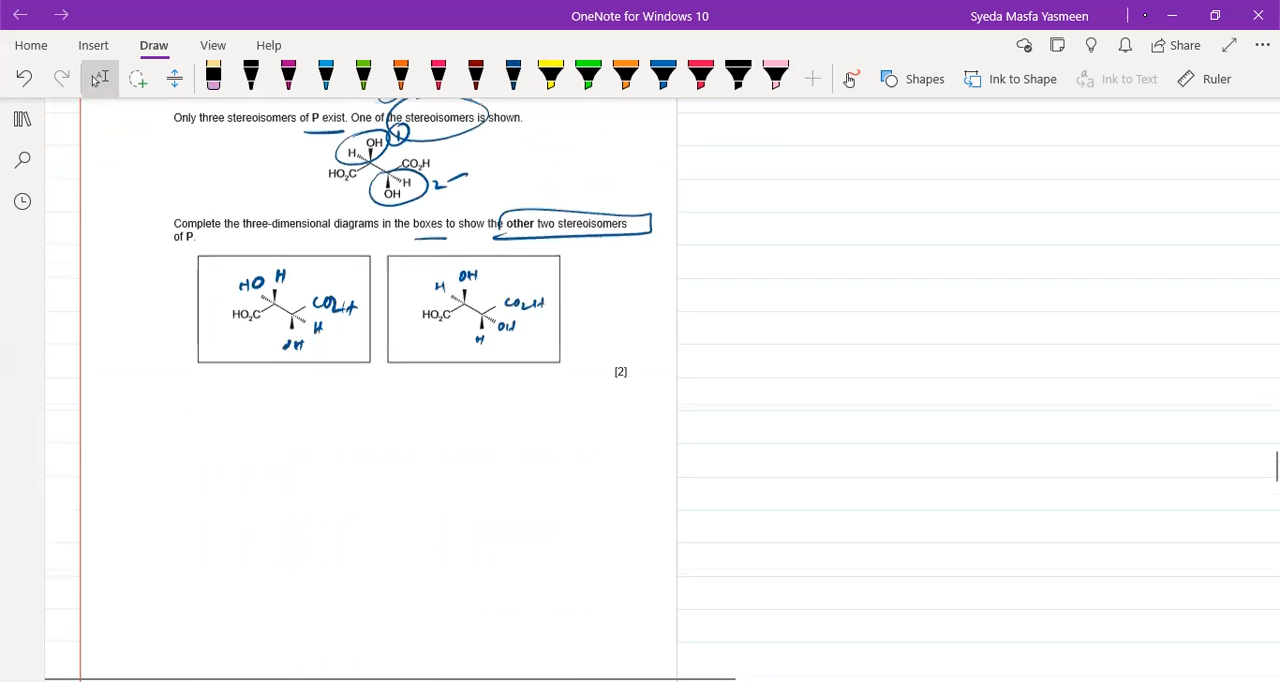 OneNote for Windows 10
Syeda Masfa Yasmeen
Home Insert Draw View Help
Share
Shapes
Ink to Shape
Ink to Text
Ruler
Only three stereoisomers of P exist. One of the stereoisomers is shown.
1
OH
H
CO₂H
HO₂C
H
2
OH
Complete the three-dimensional diagrams in the boxes to show the other two stereoisomers
of P.
HO H
CO2H
HO₂C
H
OH
OH
H
CO2H
HO₂C
OH
H
[2]